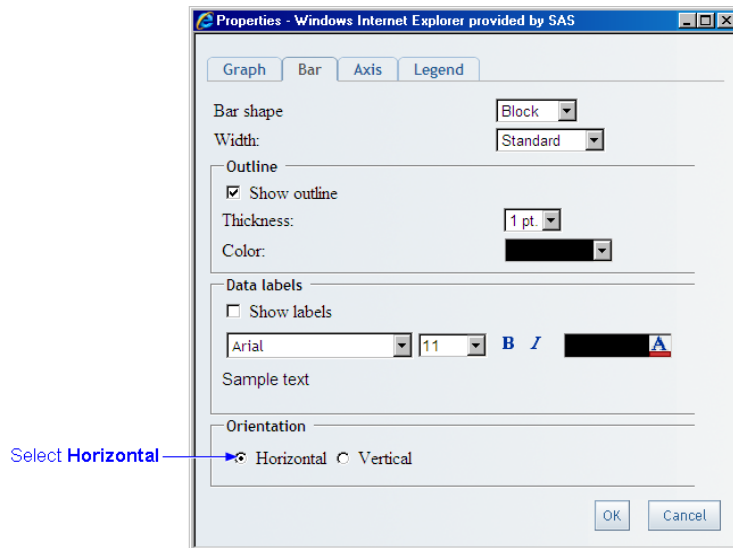 Properties - Windows Internet Explorer provided by SAS
Graph Bar Axis Legend
Bar shape Block
Width: Standard
Outline
Show outline
Thickness: 1 pt.
Color:
Data labels
Show labels
Arial 11 B I A
Sample text
Orientation
Select Horizontal Horizontal Vertical
OK Cancel